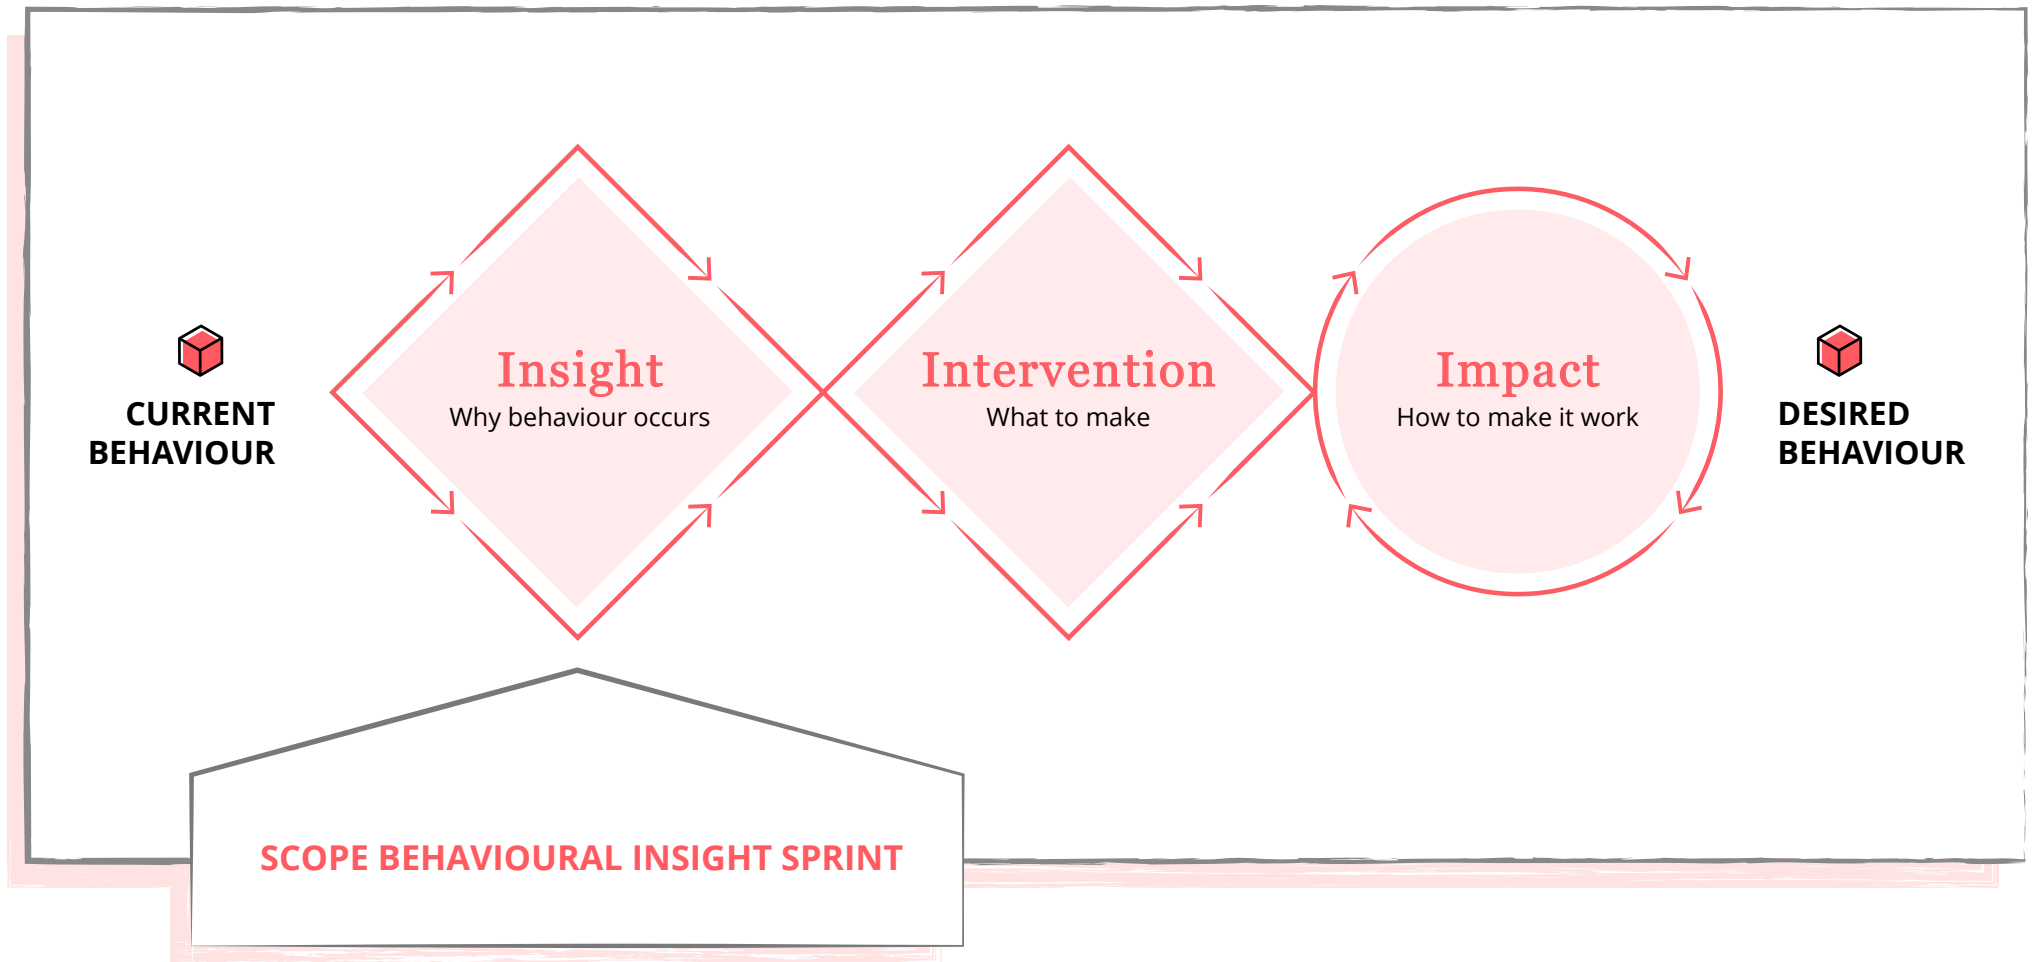 CURRENT
BEHAVIOUR
Insight
Why behaviour occurs
Intervention
What to make
Impact
How to make it work
DESIRED
BEHAVIOUR
SCOPE BEHAVIOURAL INSIGHT SPRINT